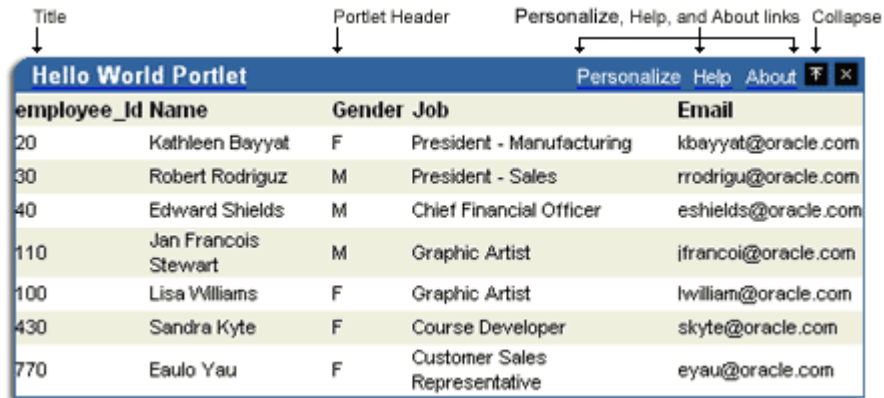 Title Portlet Header Personalize, Help, and About links Collapse
Hello World Portlet Personalize Help About
employee_Id Name Gender Job Email
20 Kathleen Bayyat F President - Manufacturing kbayyat@oracle.com
30 Robert Rodriguz M President - Sales rrodrigu@oracle.com
40 Edward Shields M Chief Financial Officer eshields@oracle.com
110 Jan Francois Stewart M Graphic Artist jfrancoi@oracle.com
100 Lisa Williams F Graphic Artist lwilliam@oracle.com
430 Sandra Kyte F Course Developer skyte@oracle.com
770 Eaulo Yau F Customer Sales Representative eyau@oracle.com